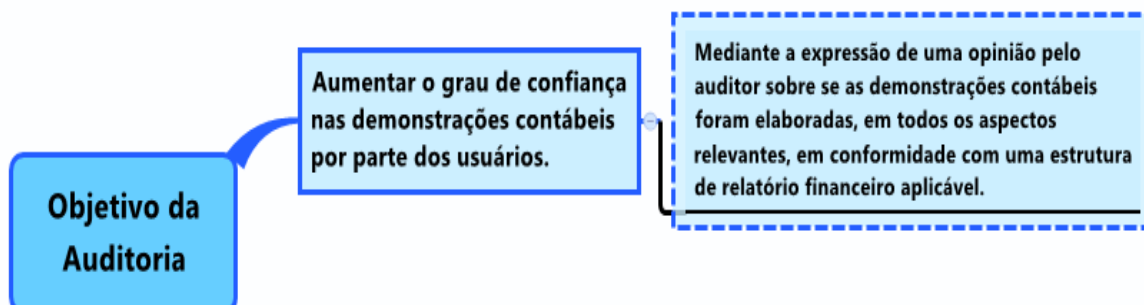 Objetivo da
Auditoria
Aumentar o grau de confiança
nas demonstrações contábeis
por parte dos usuários.
Mediante a expressão de uma opinião pelo
auditor sobre se as demonstrações contábeis
foram elaboradas, em todos os aspectos
relevantes, em conformidade com uma estrutura
de relatório financeiro aplicável.